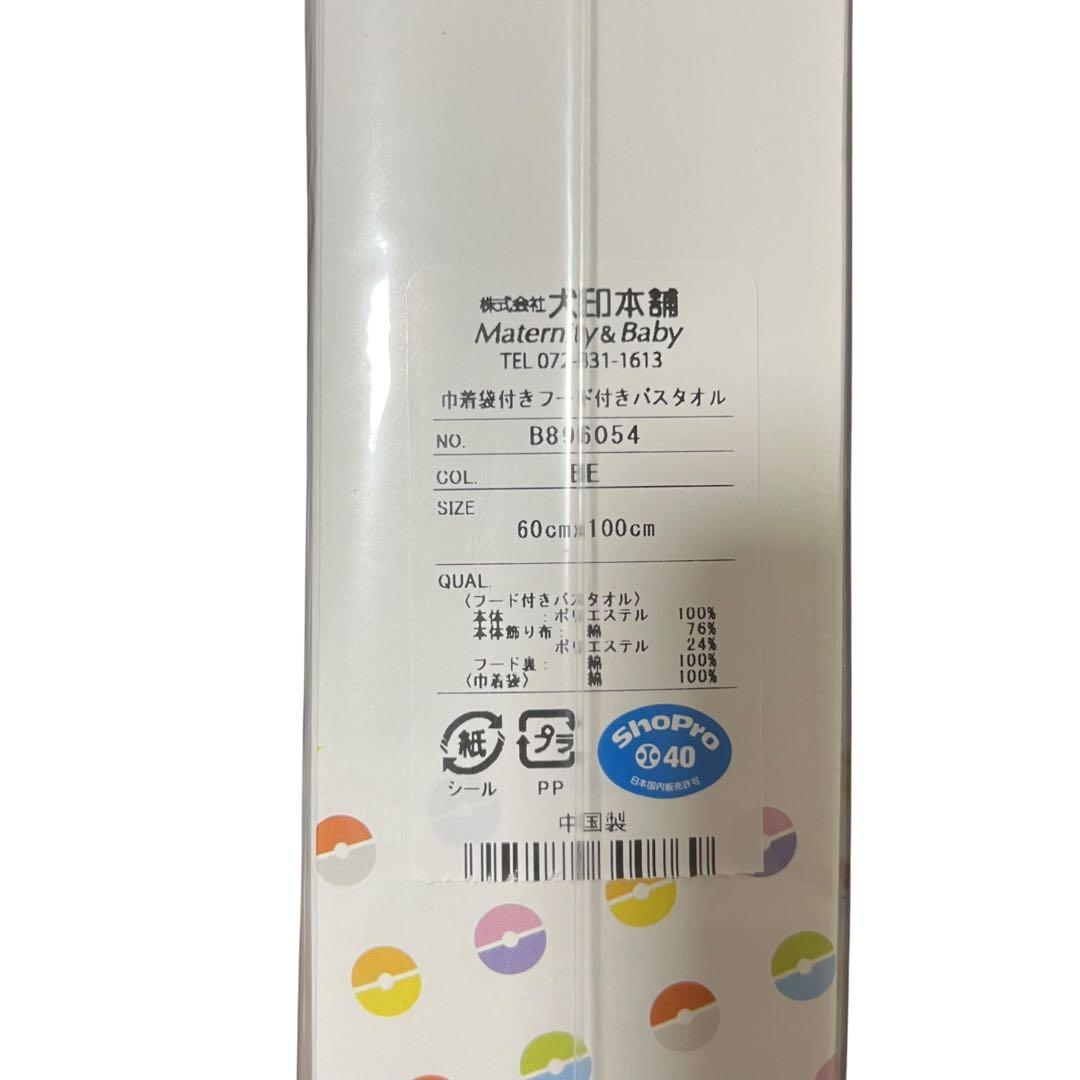 株式会社 犬印本舗
Maternity & Baby
TEL 072-831-1613
巾着袋付きフード付きバスタオル
NO. B896054
COL. BE
SIZE
60cm×100cm
QUAL.
〈フード付きバスタオル〉
本体 : ポリエステル 100%
本体飾り布 : 綿 76%
ポリエステル 24%
フード裏 : 綿 100%
〈巾着袋〉 綿 100%
紙 プラ ShoPro
40
日本国内販売許可
シール PP
中国製